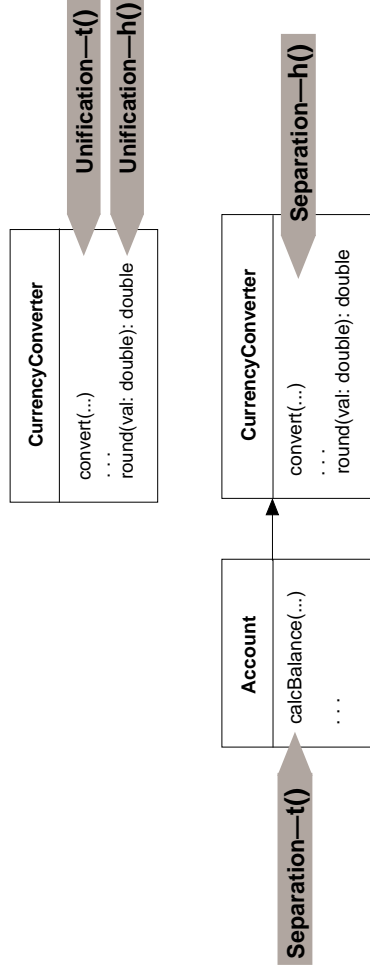 CurrencyConverter
convert(...)
. . .
round(val: double): double
Unification—t()
Unification—h()
Separation—t()
Account
calcBalance(...)
. . .
CurrencyConverter
convert(...)
. . .
round(val: double): double
Separation—h()